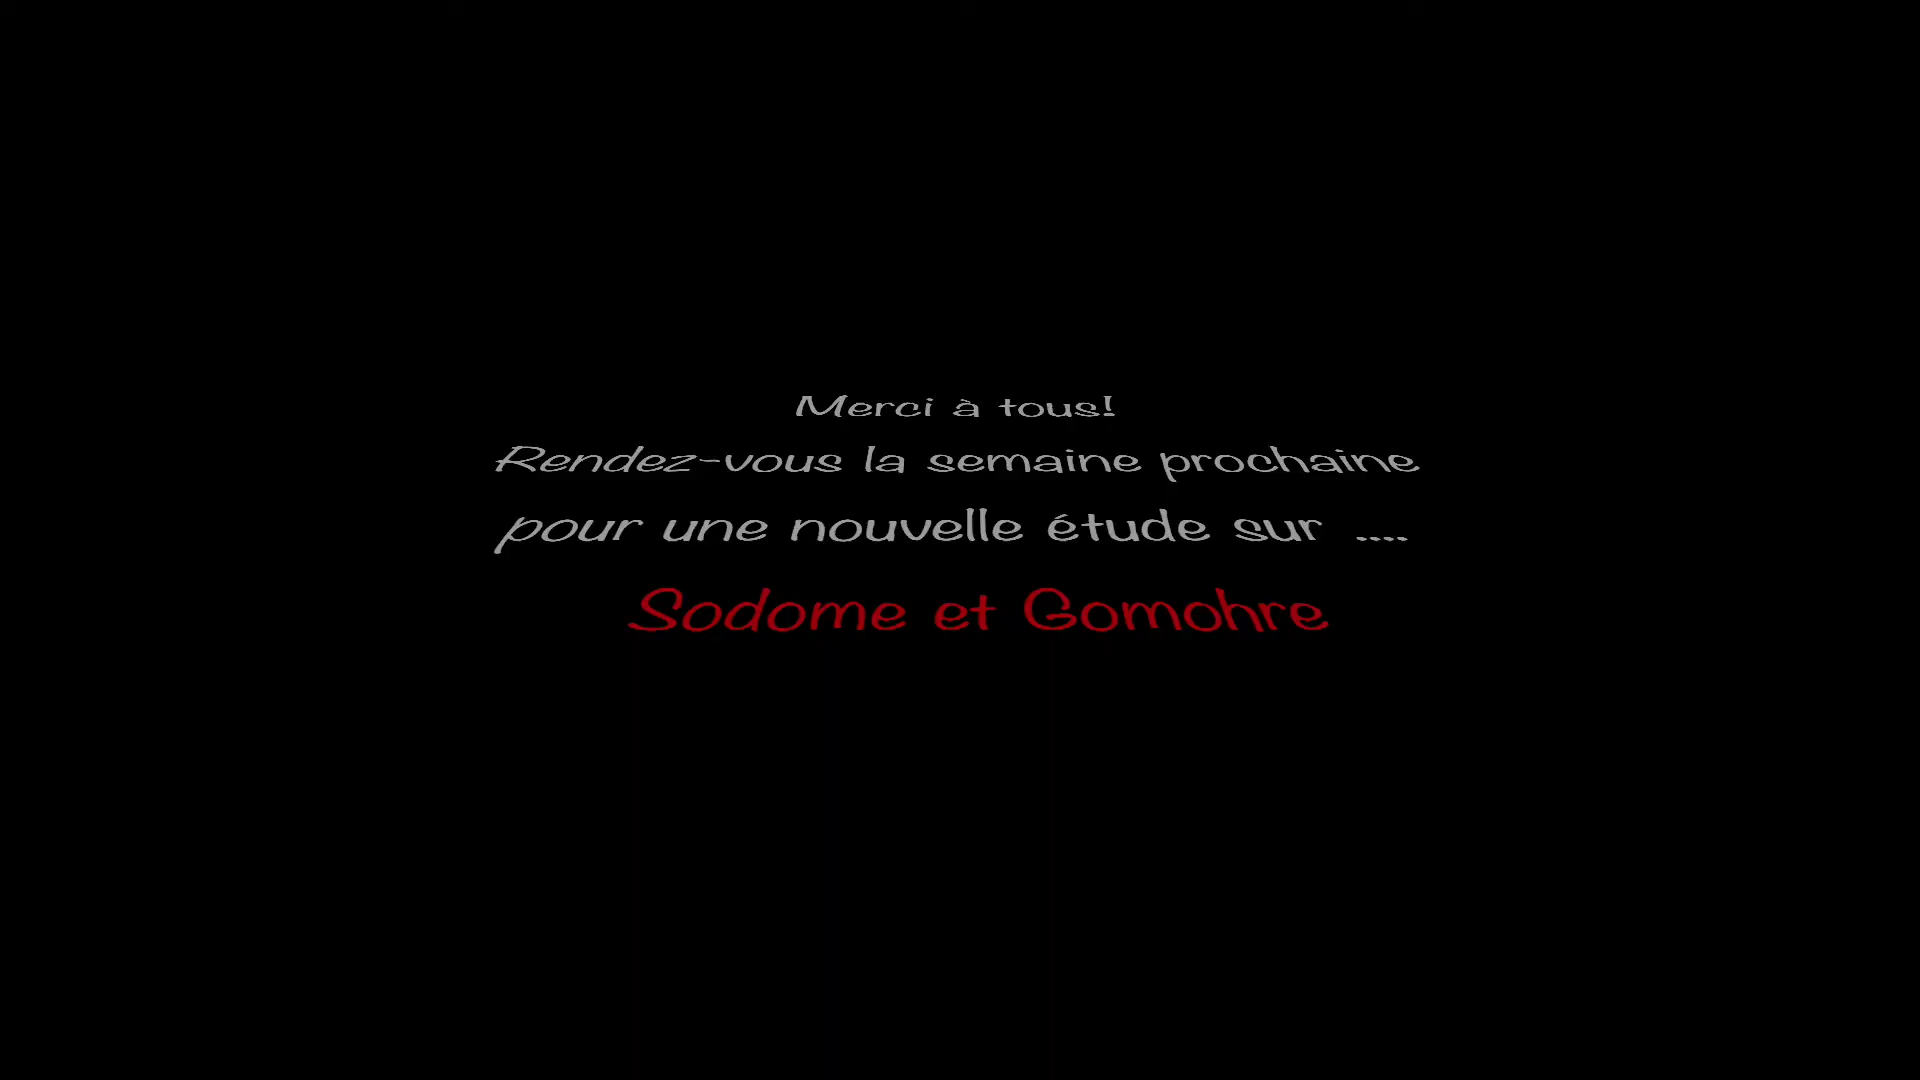 Merci à tous!
Rendez-vous la semaine prochaine
pour une nouvelle étude sur ....
Sodome et Gomohre